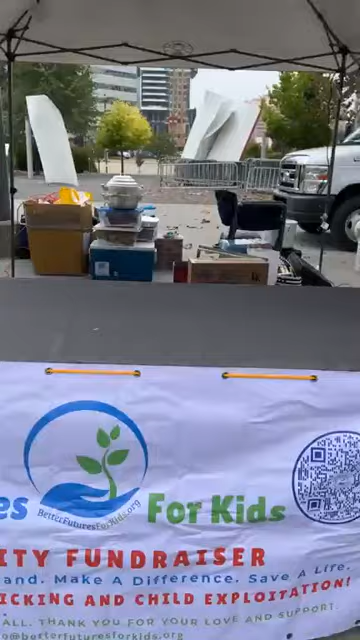 BetterFuturesForKids.org
es For Kids
ITY FUNDRAISER
and. Make A Difference. Save A Life.
ICKING AND CHILD EXPLOITATION!
ALL. THANK YOU FOR YOUR LOVE AND SUPPORT.
o@betterfuturesforkids.org